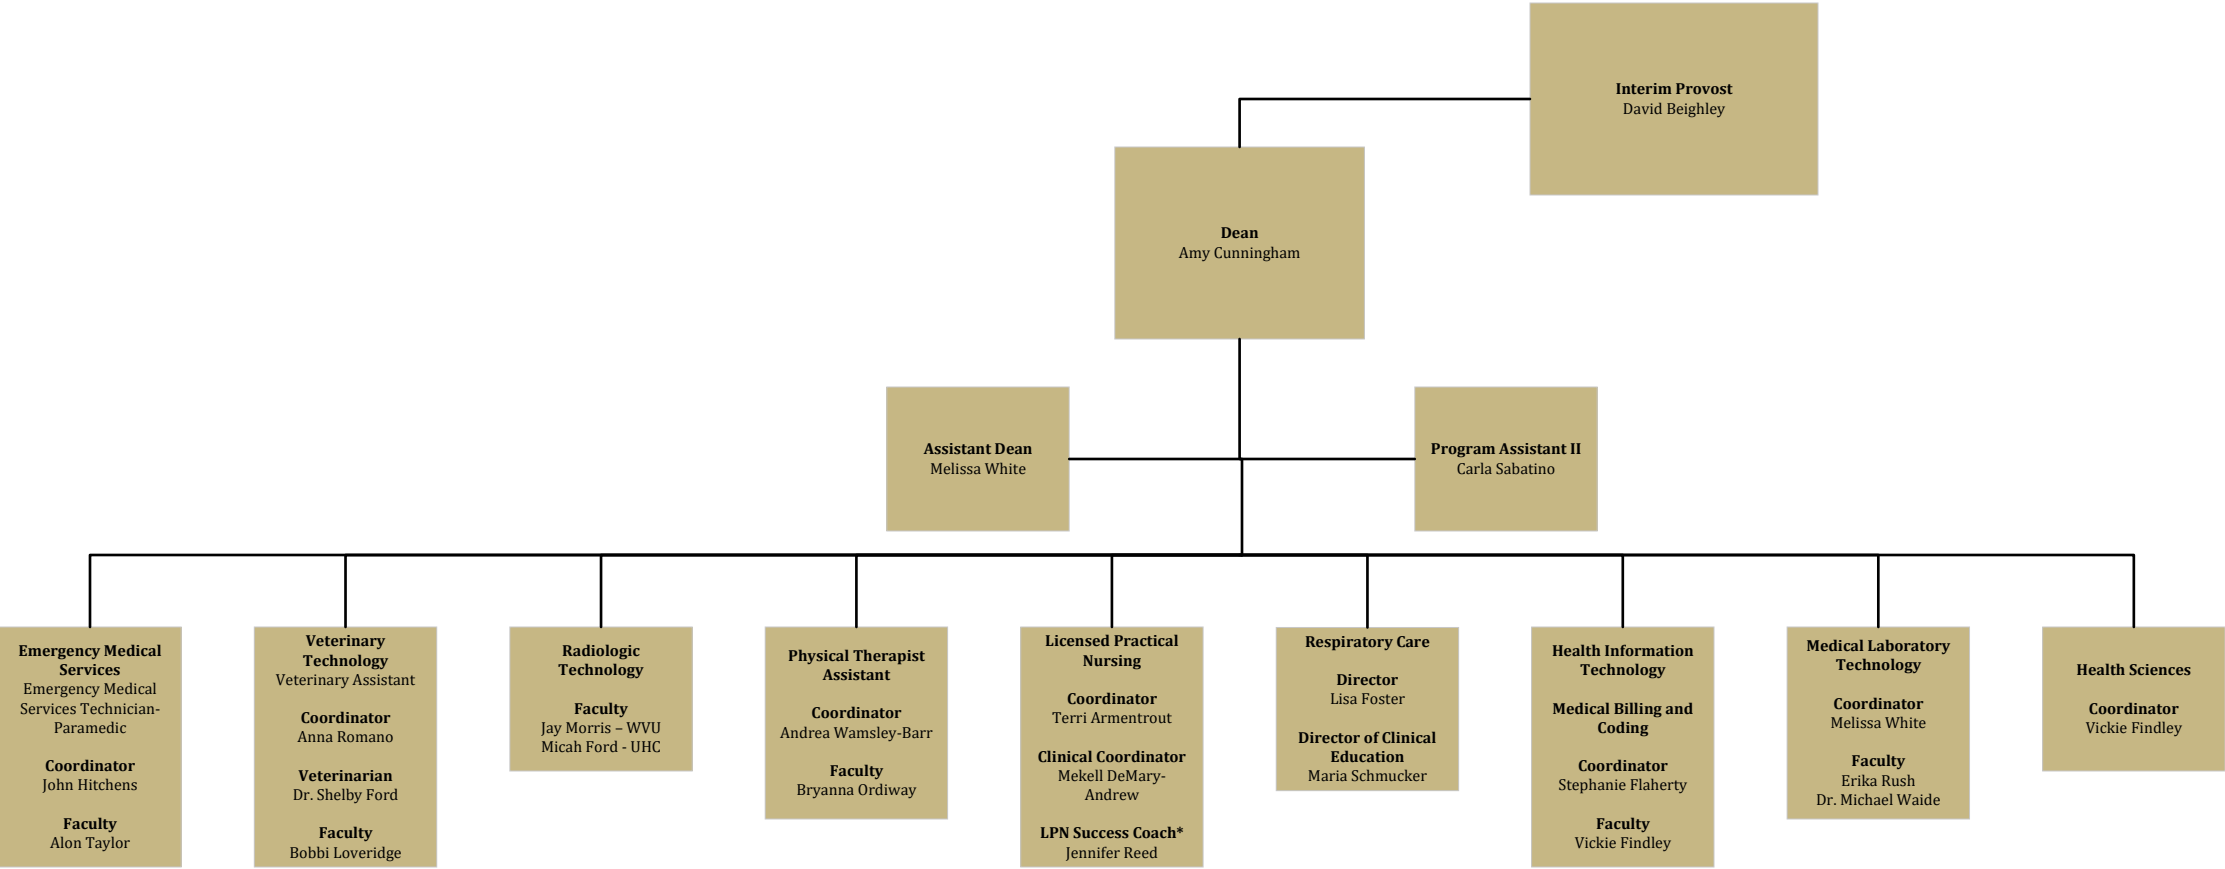 Interim Provost
David Beighley
Dean
Amy Cunningham
Assistant Dean
Melissa White
Program Assistant II
Carla Sabatino
Emergency Medical
Services
Emergency Medical
Services Technician-
Paramedic
Coordinator
John Hitchens
Faculty
Alon Taylor
Veterinary
Technology
Veterinary Assistant
Coordinator
Anna Romano
Veterinarian
Dr. Shelby Ford
Faculty
Bobbi Loveridge
Radiologic
Technology
Faculty
Jay Morris – WVU
Micah Ford - UHC
Physical Therapist
Assistant
Coordinator
Andrea Wamsley-Barr
Faculty
Bryanna Ordiway
Licensed Practical
Nursing
Coordinator
Terri Armentrout
Clinical Coordinator
Mekell DeMary-
Andrew
LPN Success Coach*
Jennifer Reed
Respiratory Care
Director
Lisa Foster
Director of Clinical
Education
Maria Schmucker
Health Information
Technology
Medical Billing and
Coding
Coordinator
Stephanie Flaherty
Faculty
Vickie Findley
Medical Laboratory
Technology
Coordinator
Melissa White
Faculty
Erika Rush
Dr. Michael Waide
Health Sciences
Coordinator
Vickie Findley